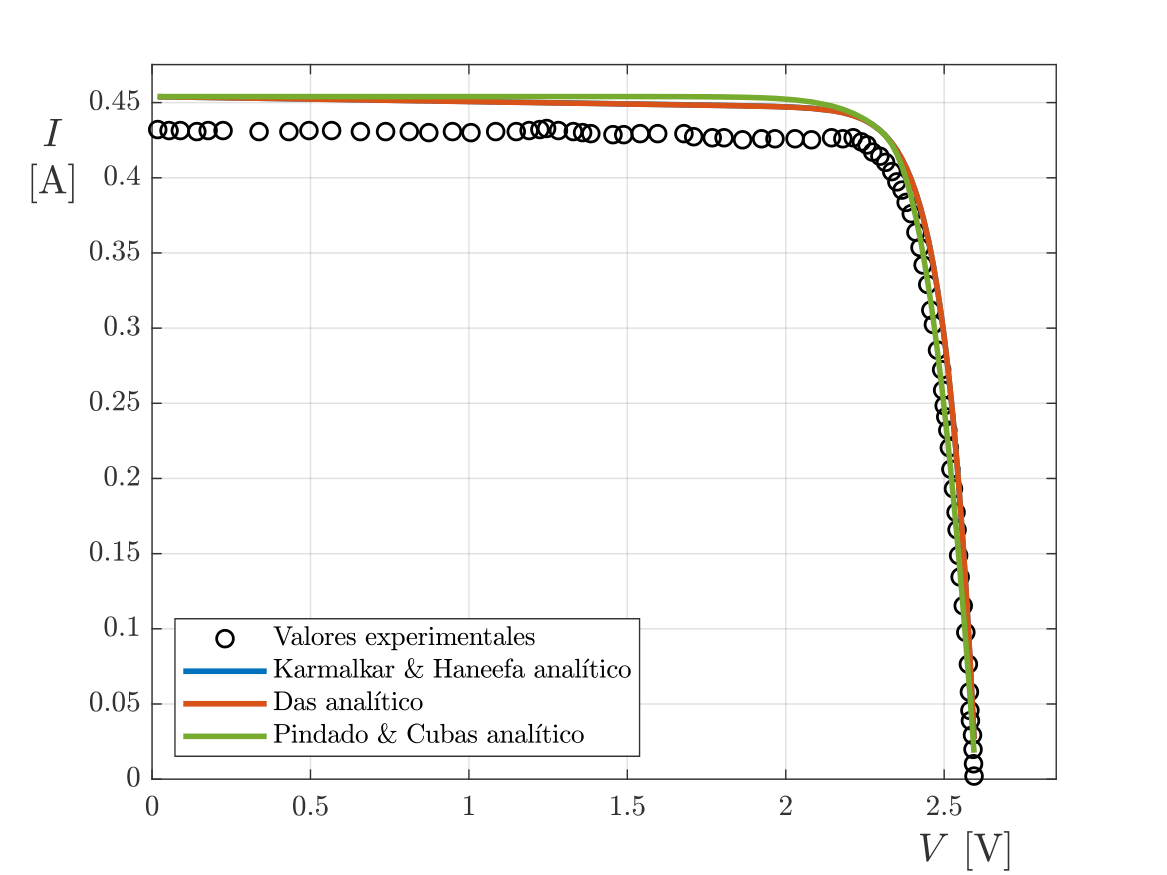 I
[A]
0.45
0.4
0.35
0.3
0.25
0.2
0.15
0.1
0.05
0
Valores experimentales
Karmalkar & Haneefa analítico
Das analítico
Pindado & Cubas analítico
0 0.5 1 1.5 2 2.5
V [V]